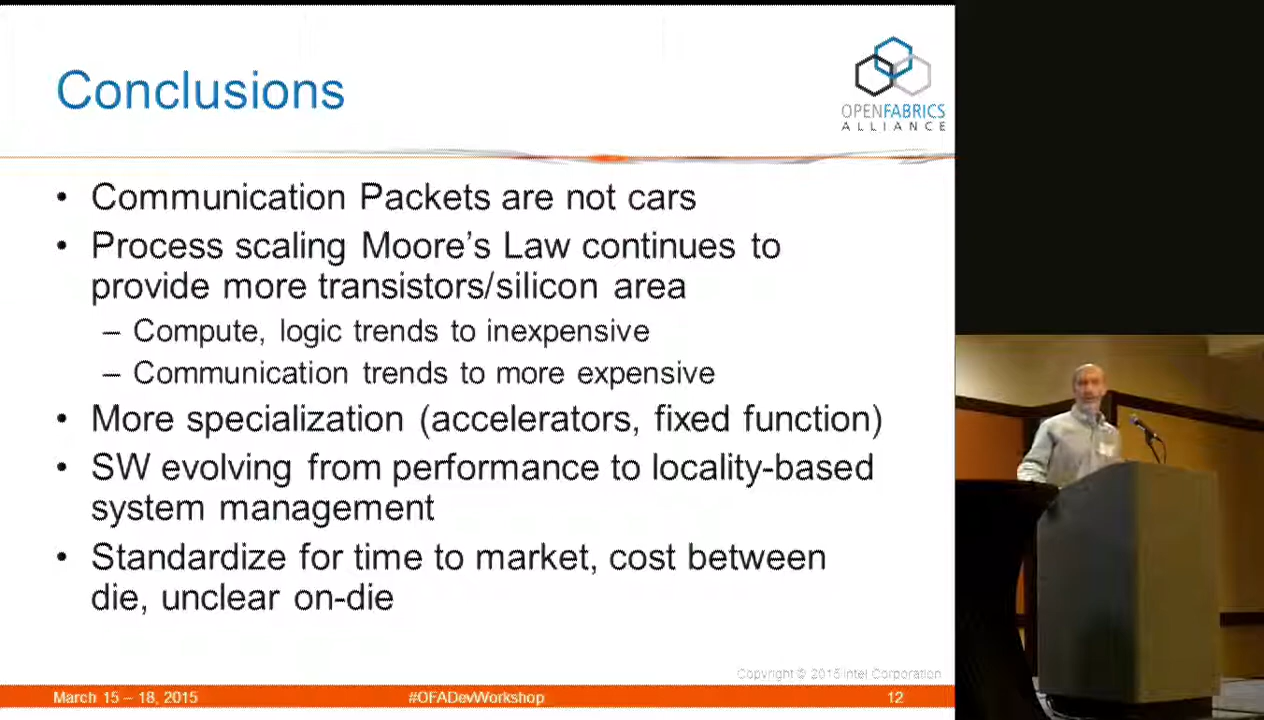 Conclusions
OPENFABRICS
ALLIANCE
• Communication Packets are not cars
• Process scaling Moore's Law continues to
provide more transistors/silicon area
– Compute, logic trends to inexpensive
– Communication trends to more expensive
• More specialization (accelerators, fixed function)
• SW evolving from performance to locality-based
system management
• Standardize for time to market, cost between
die, unclear on-die
Copyright © 2015 Intel Corporation
March 15 – 18, 2015
#OFADevWorkshop
12